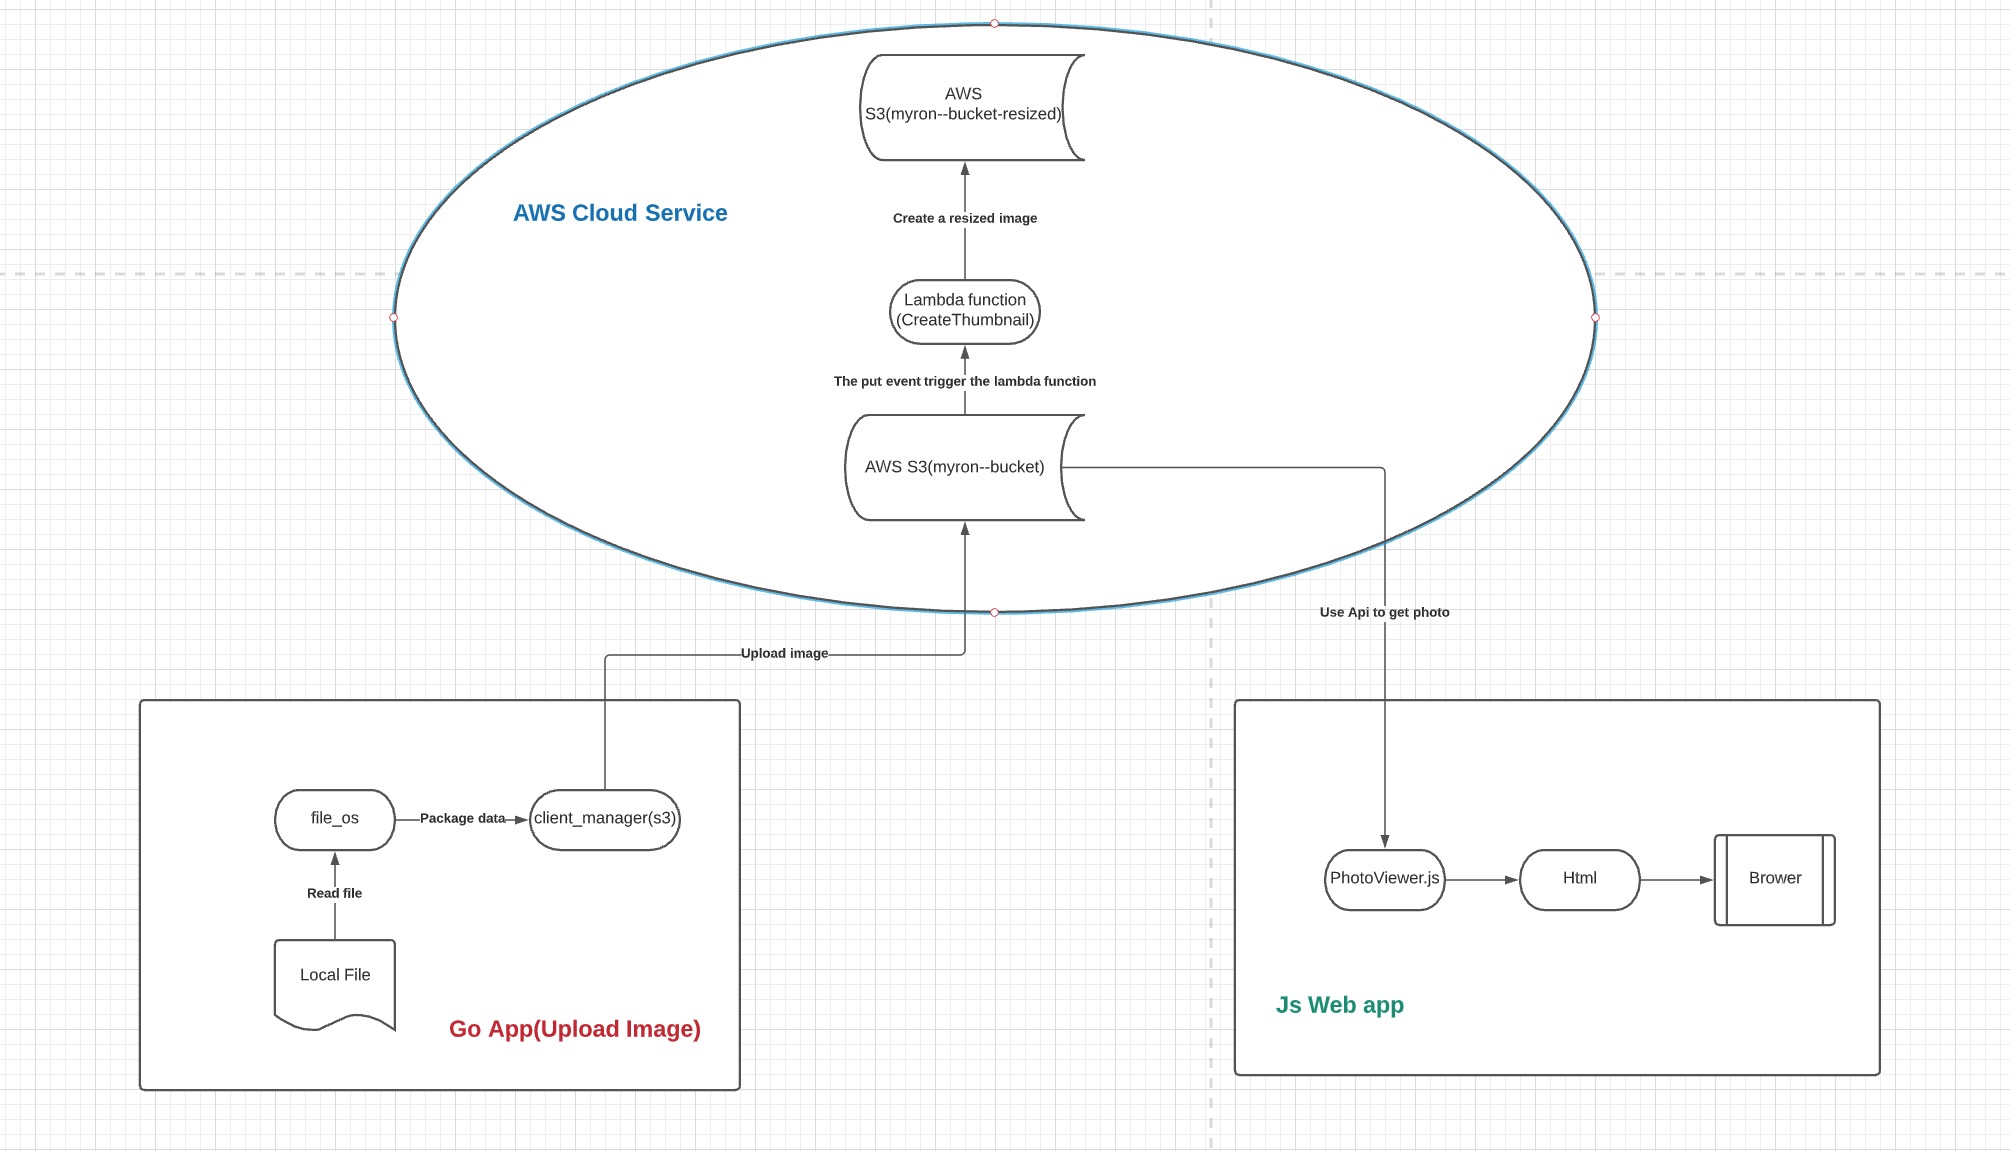 AWS
S3(myron--bucket-resized)
AWS Cloud Service
Create a resized image
Lambda function
(CreateThumbnail)
The put event trigger the lambda function
AWS S3(myron--bucket)
Use Api to get photo
Upload image
file_os
Package data
client_manager(s3)
Read file
Local File
Go App(Upload Image)
PhotoViewer.js
Html
Brower
Js Web app